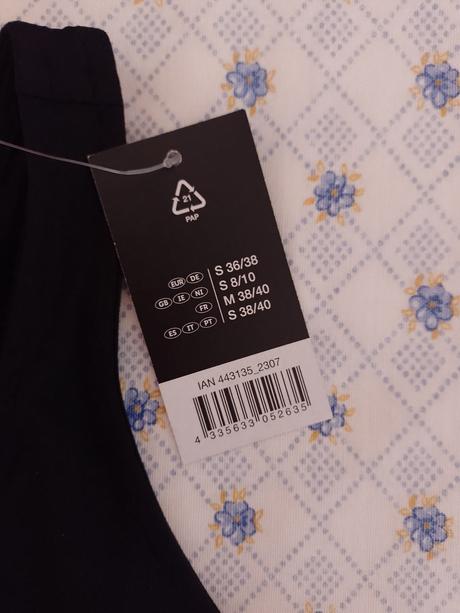 21
PAP
EUR DE S 36/38
GB IE NI S 8/10
FR M 38/40
ES IT PT S 38/40
IAN 443135_2307
4 335633 052635